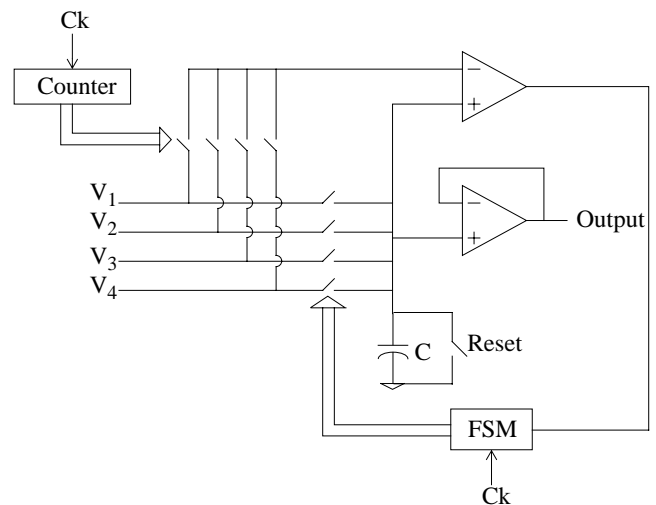 Ck
Counter
V1
V2
V3
V4
−
+
−
+
Output
C
Reset
FSM
Ck